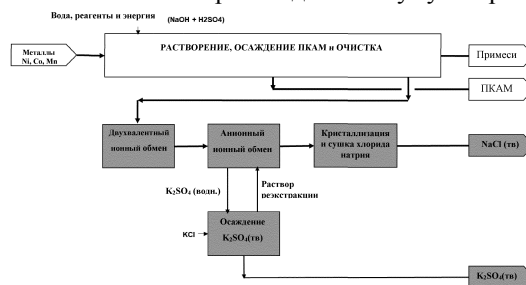 Вода, реагенты и энергия
(NaOH + H2SO4)
Металлы
Ni, Co, Mn
РАСТВОРЕНИЕ, ОСАЖДЕНИЕ ПКАМ и ОЧИСТКА
Примеси
ПКАМ
Двухвалентный
ионный обмен
Анионный
ионный обмен
Кристаллизация
и сушка хлорида
натрия
NaCl (тв)
K₂SO₄ (водн.)
Раствор
реэкстракции
KCl
Осаждение
K₂SO₄(тв)
K₂SO₄(тв)